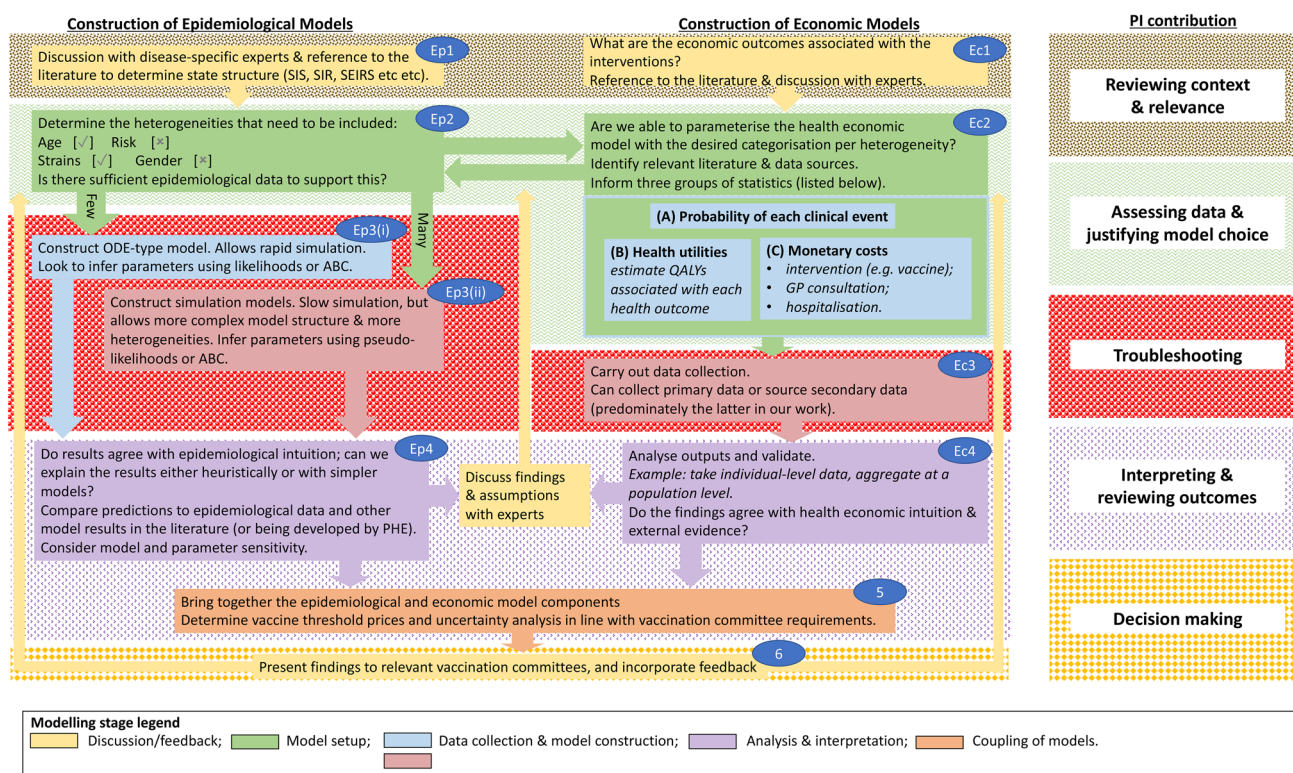 Construction of Epidemiological Models
Construction of Economic Models
PI contribution
Ep1
Discussion with disease-specific experts & reference to the
literature to determine state structure (SIS, SIR, SEIRS etc etc).
Ec1
What are the economic outcomes associated with the
interventions?
Reference to the literature & discussion with experts.
Reviewing context
& relevance
Ep2
Determine the heterogeneities that need to be included:
Age [✓] Risk [×]
Strains [✓] Gender [×]
Is there sufficient epidemiological data to support this?
Ec2
Are we able to parameterise the health economic
model with the desired categorisation per heterogeneity?
Identify relevant literature & data sources.
Inform three groups of statistics (listed below).
(A) Probability of each clinical event
(B) Health utilities
estimate QALYs
associated with each
health outcome
(C) Monetary costs
• intervention (e.g. vaccine);
• GP consultation;
• hospitalisation.
Assessing data &
justifying model choice
Few
Many
Ep3(i)
Construct ODE-type model. Allows rapid simulation.
Look to infer parameters using likelihoods or ABC.
Ep3(ii)
Construct simulation models. Slow simulation, but
allows more complex model structure & more
heterogeneities. Infer parameters using pseudo-
likelihoods or ABC.
Ec3
Carry out data collection.
Can collect primary data or source secondary data
(predominately the latter in our work).
Troubleshooting
Ep4
Do results agree with epidemiological intuition; can we
explain the results either heuristically or with simpler
models?
Compare predictions to epidemiological data and other
model results in the literature (or being developed by PHE).
Consider model and parameter sensitivity.
Discuss findings
& assumptions
with experts
Ec4
Analyse outputs and validate.
Example: take individual-level data, aggregate at a
population level.
Do the findings agree with health economic intuition &
external evidence?
Interpreting &
reviewing outcomes
5
Bring together the epidemiological and economic model components
Determine vaccine threshold prices and uncertainty analysis in line with vaccination committee requirements.
6
Present findings to relevant vaccination committees, and incorporate feedback
Decision making
Modelling stage legend
Discussion/feedback; Model setup; Data collection & model construction; Analysis & interpretation; Coupling of models.